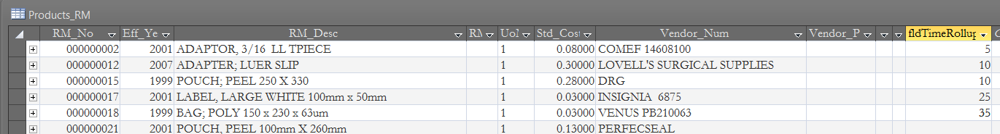 Products_RM
RM_No Eff_Ye RM_Desc RM UoM Std_Cost Vendor_Num Vendor_P fldTimeRollup
000000002 2001 ADAPTOR, 3/16 LL TPIECE 1 0.08000 COMEF 14608100 5
000000012 2007 ADAPTER; LUER SLIP 1 0.30000 LOVELL'S SURGICAL SUPPLIES 10
000000015 1999 POUCH; PEEL 250 X 330 1 0.28000 DRG 10
000000017 2001 LABEL, LARGE WHITE 100mm x 50mm 1 0.03000 INSIGNIA 6875 25
000000018 1999 BAG; POLY 150 x 230 x 63um 1 0.03000 VENUS PB210063 35
000000021 2001 POUCH, PEEL 100mm X 260mm 1 0.13000 PERFECSEAL